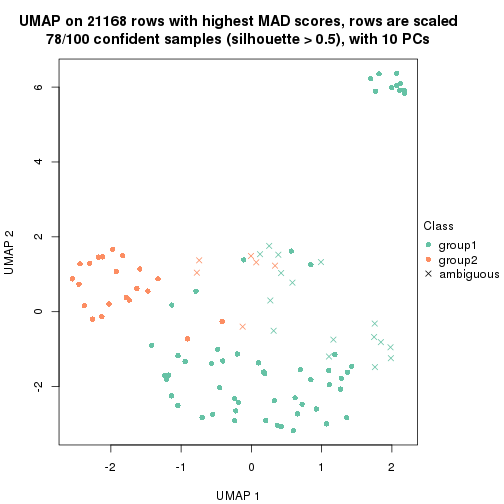 UMAP on 21168 rows with highest MAD scores, rows are scaled
78/100 confident samples (silhouette > 0.5), with 10 PCs
6
4
2
0
-2
UMAP 2
-2
-1
0
1
2
UMAP 1
Class
group1
group2
ambiguous